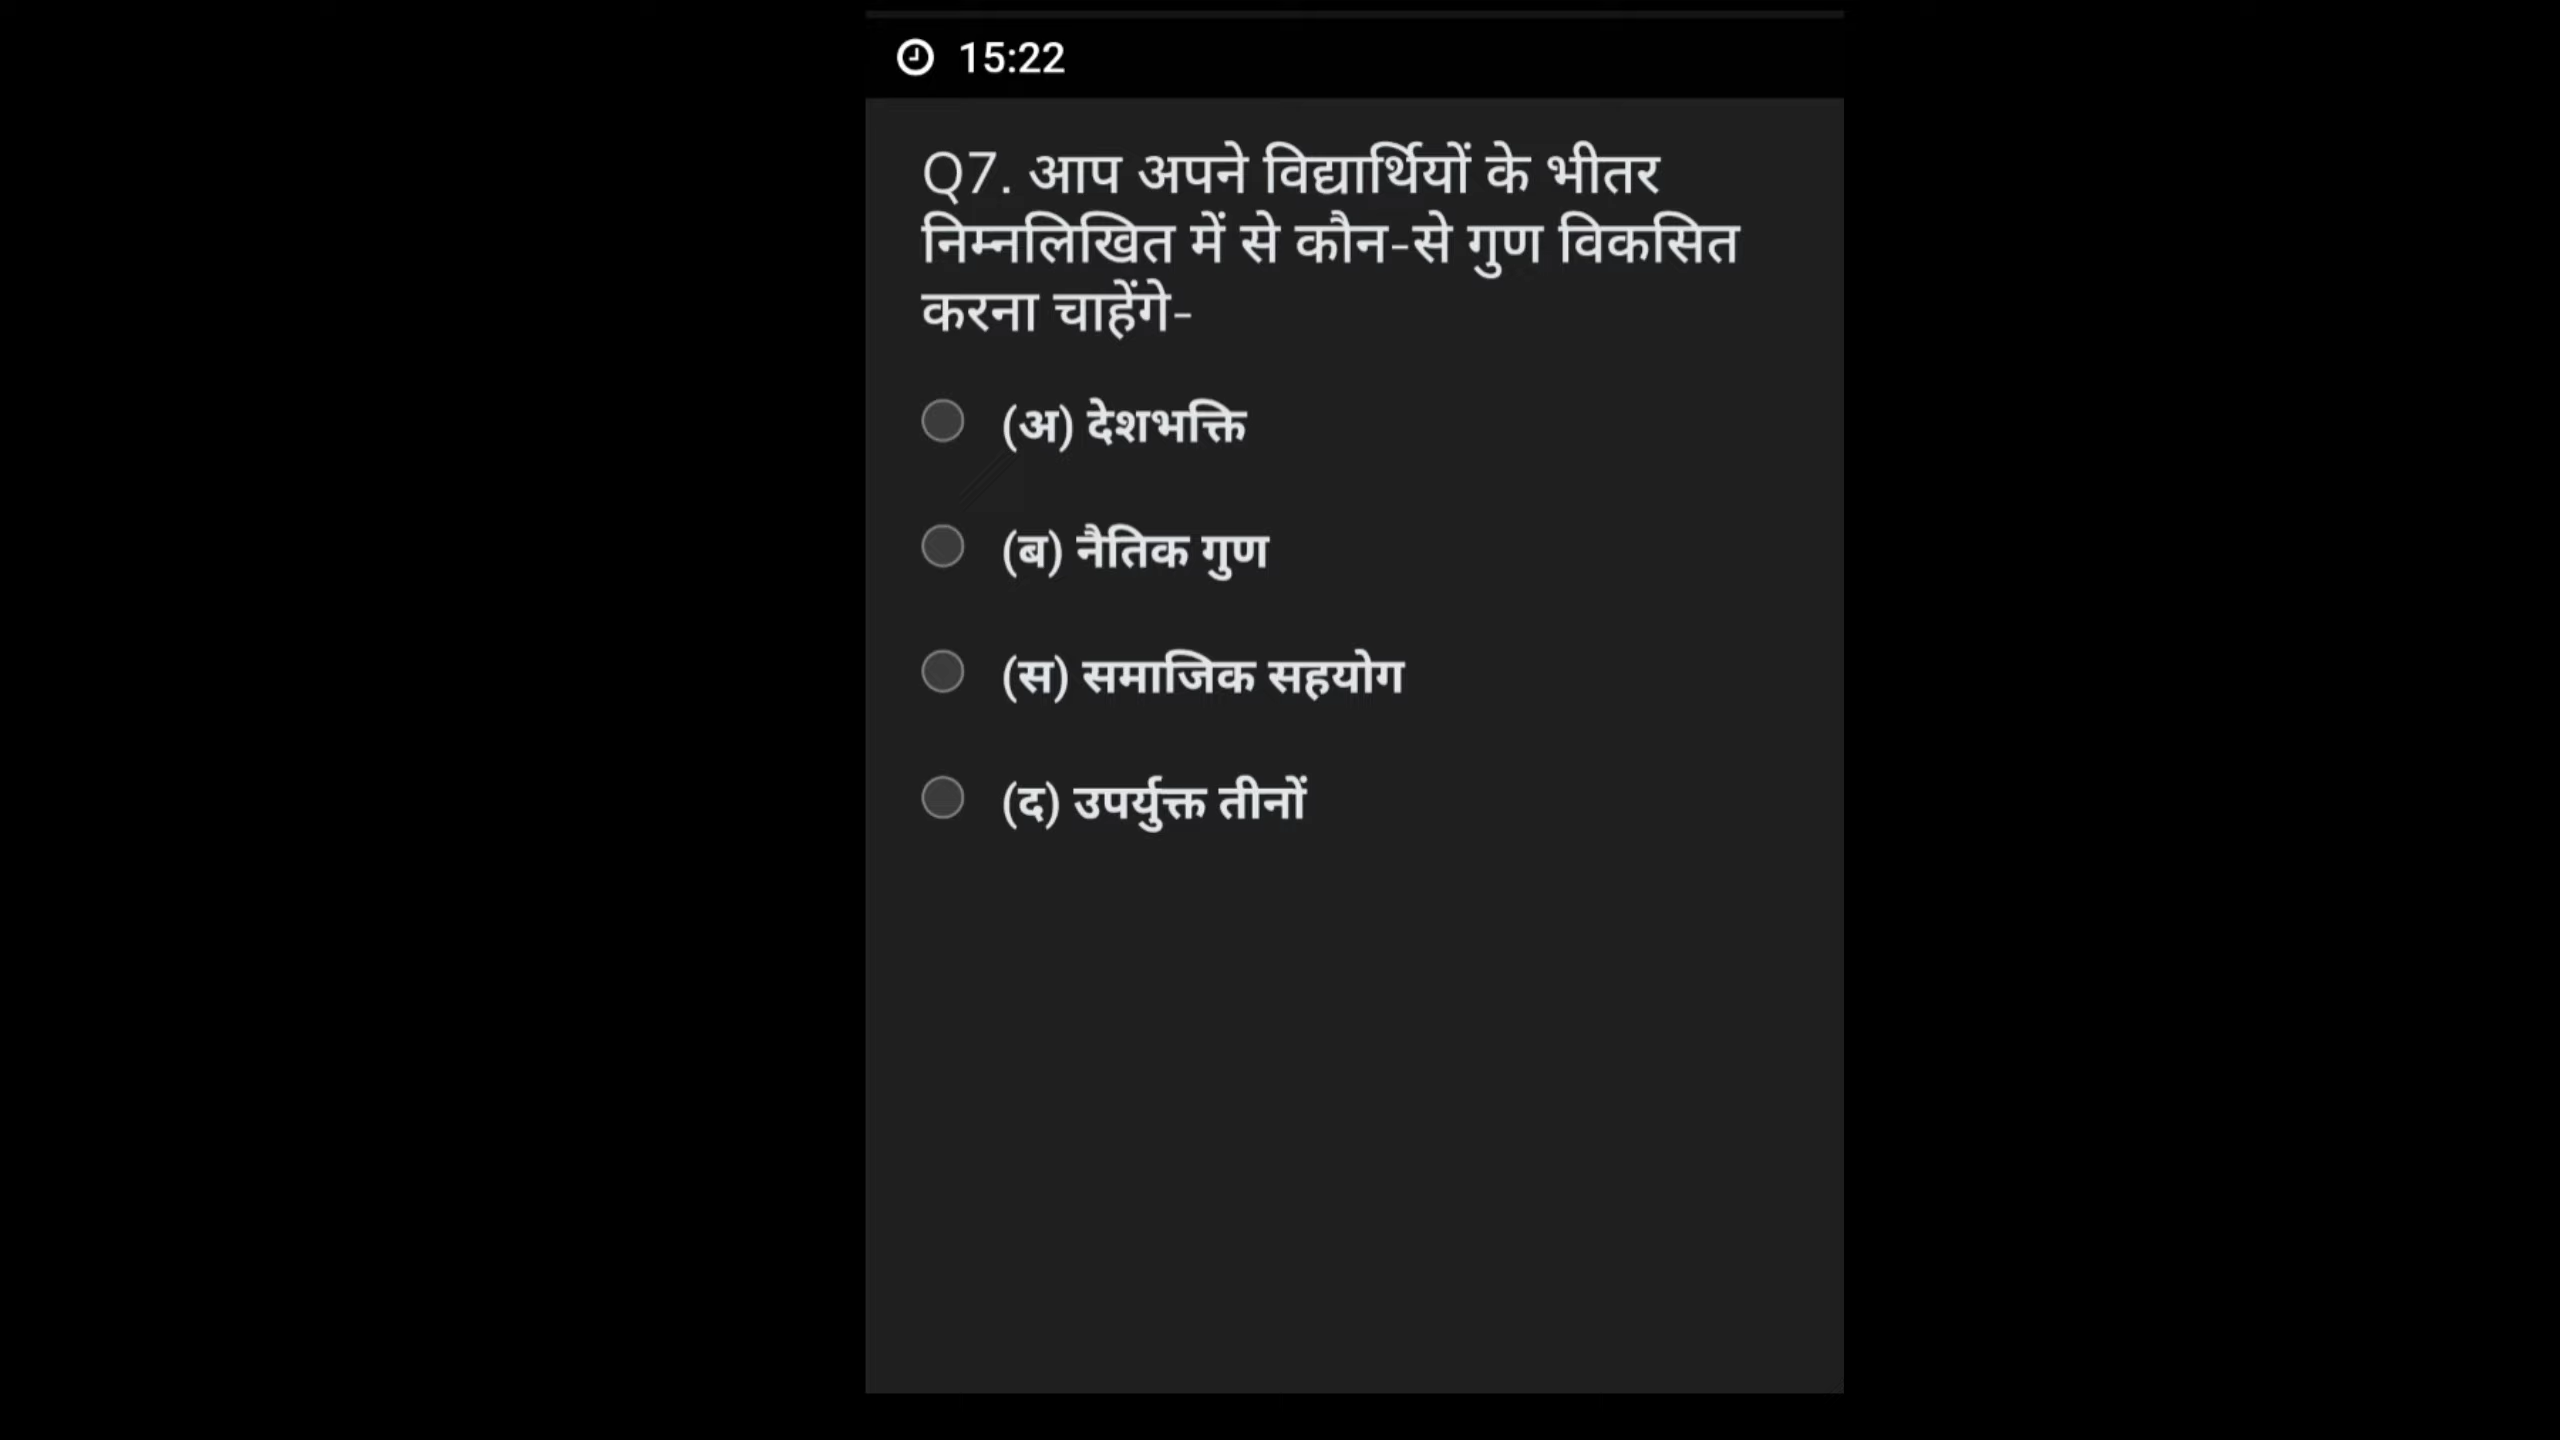 15:22
Q7. आप अपने विद्यार्थियों के भीतर
निम्नलिखित में से कौन-से गुण विकसित
करना चाहेंगे-
(अ) देशभक्ति
(ब) नैतिक गुण
(स) समाजिक सहयोग
(द) उपर्युक्त तीनों